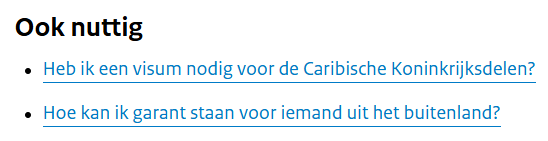 Ook nuttig
Heb ik een visum nodig voor de Caribische Koninkrijksdelen?
Hoe kan ik garant staan voor iemand uit het buitenland?